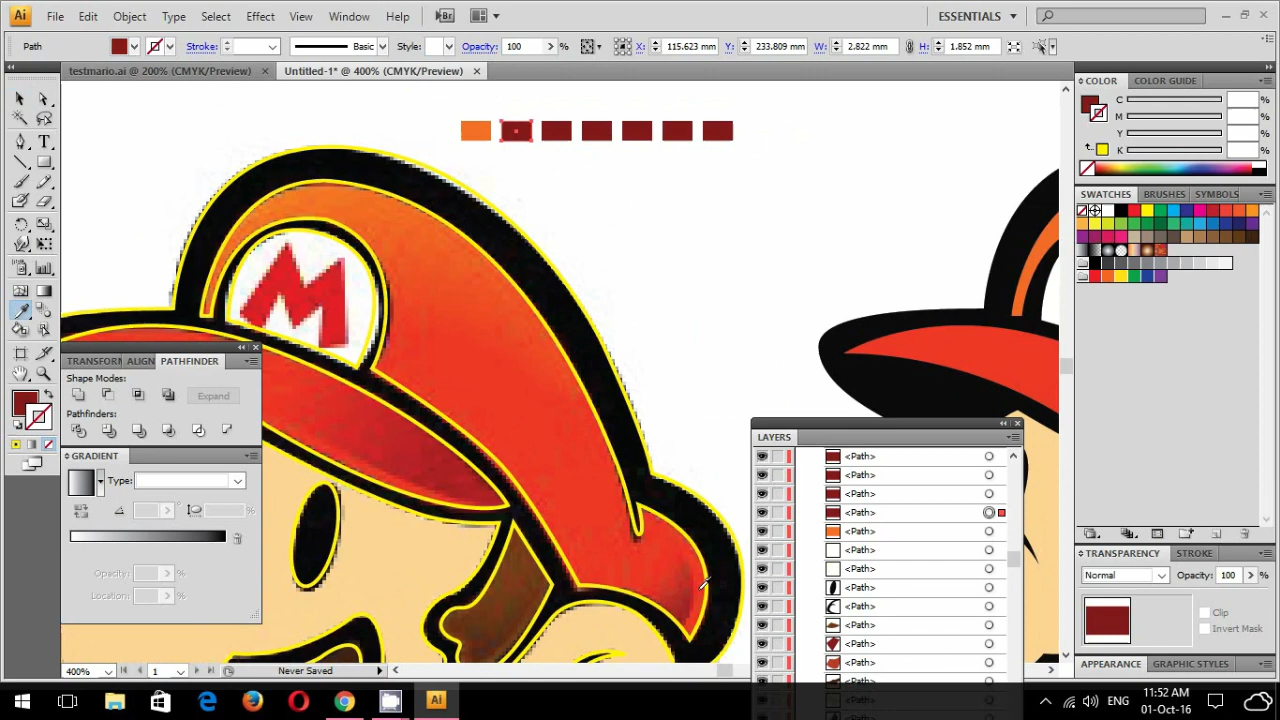 Ai File Edit Object Type Select Effect View Window Help Br ESSENTIALS
Path Stroke: Basic Style: Opacity: 100 % X: 115.623 mm Y: 233.809 mm W: 2.822 mm H: 1.852 mm
testmario.ai @ 200% (CMYK/Preview) × Untitled-1* @ 400% (CMYK/Preview) ×
COLOR COLOR GUIDE
C %
M %
Y %
K %
SWATCHES BRUSHES SYMBOLS
M
TRANSFORM ALIGN PATHFINDER
Shape Modes:
Expand
Pathfinders:
GRADIENT
Type:
%
Opacity: %
Location: %
LAYERS
<Path>
<Path>
<Path>
<Path>
<Path>
<Path>
<Path>
<Path>
<Path>
<Path>
<Path>
<Path>
<Path>
<Path>
TRANSPARENCY STROKE
Normal Opacity: 100 %
Clip
Invert Mask
APPEARANCE GRAPHIC STYLES
400% 1 Never Saved
Ai ENG 11:52 AM
01-Oct-16